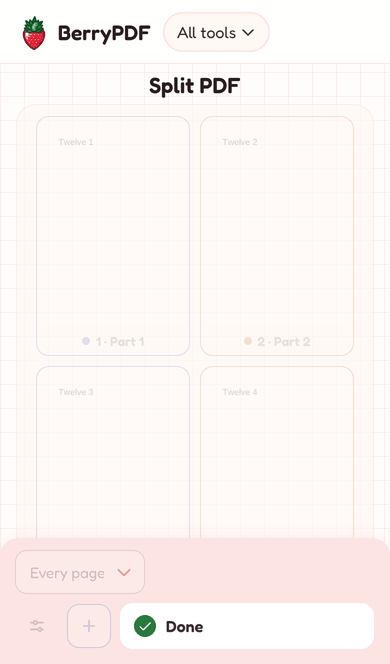 BerryPDF
All tools
Split PDF
Twelve 1
Twelve 2
1 · Part 1
2 · Part 2
Twelve 3
Twelve 4
Every page
Done